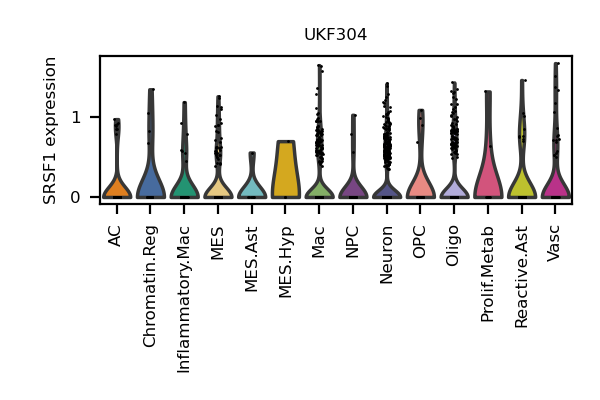 UKF304
SRSF1 expression
1
0
AC
Chromatin.Reg
Inflammatory.Mac
MES
MES.Ast
MES.Hyp
Mac
NPC
Neuron
OPC
Oligo
Prolif.Metab
Reactive.Ast
Vasc